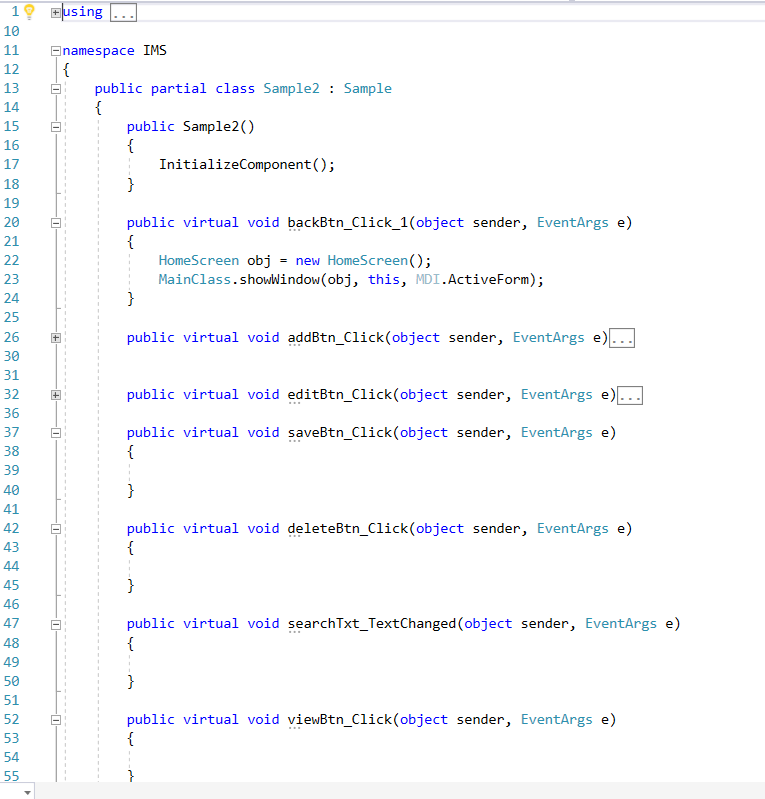 1 using ...
10
11 namespace IMS
12 {
13 public partial class Sample2 : Sample
14 {
15 public Sample2()
16 {
17 InitializeComponent();
18 }
19
20 public virtual void backBtn_Click_1(object sender, EventArgs e)
21 {
22 HomeScreen obj = new HomeScreen();
23 MainClass.showWindow(obj, this, MDI.ActiveForm);
24 }
25
26 public virtual void addBtn_Click(object sender, EventArgs e)...
30
31
32 public virtual void editBtn_Click(object sender, EventArgs e)...
36
37 public virtual void saveBtn_Click(object sender, EventArgs e)
38 {
39
40 }
41
42 public virtual void deleteBtn_Click(object sender, EventArgs e)
43 {
44
45 }
46
47 public virtual void searchTxt_TextChanged(object sender, EventArgs e)
48 {
49
50 }
51
52 public virtual void viewBtn_Click(object sender, EventArgs e)
53 {
54
55 }